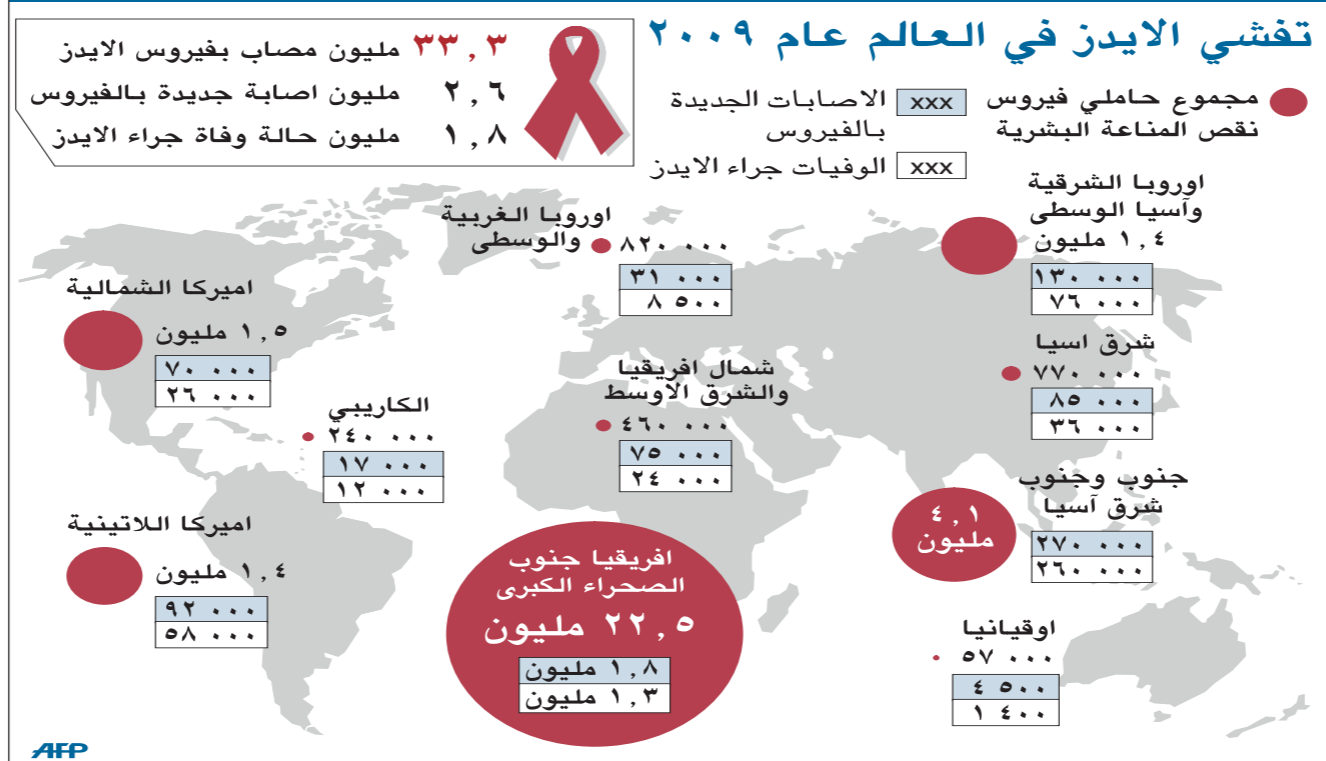 تفشي الايدز في العالم عام ٢٠٠٩
مجموع حاملي فيروس
نقص المناعة البشرية
xxx الاصابات الجديدة
بالفيروس
xxx الوفيات جراء الايدز
٣٣,٣ مليون مصاب بفيروس الايدز
٢,٦ مليون اصابة جديدة بالفيروس
١,٨ مليون حالة وفاة جراء الايدز
اوروبا الشرقية
وآسيا الوسطى
١,٤ مليون
١٣٠ ٠٠٠
٧٦ ٠٠٠
اوروبا الغربية
والوسطى
٨٢٠ ٠٠٠
٣١ ٠٠٠
٨ ٥٠٠
اميركا الشمالية
١,٥ مليون
٧٠ ٠٠٠
٢٦ ٠٠٠
شرق اسيا
٧٧٠ ٠٠٠
٨٥ ٠٠٠
٣٦ ٠٠٠
شمال افريقيا
والشرق الاوسط
٤٦٠ ٠٠٠
٧٥ ٠٠٠
٢٤ ٠٠٠
الكاريبي
٢٤٠ ٠٠٠
١٧ ٠٠٠
١٢ ٠٠٠
جنوب وجنوب
شرق آسيا
٤,١
مليون
٢٧٠ ٠٠٠
٢٦٠ ٠٠٠
افريقيا جنوب
الصحراء الكبرى
٢٢,٥ مليون
١,٨ مليون
١,٣ مليون
اميركا اللاتينية
١,٤ مليون
٩٢ ٠٠٠
٥٨ ٠٠٠
اوقيانيا
٥٧ ٠٠٠
٤ ٥٠٠
١ ٤٠٠
AFP